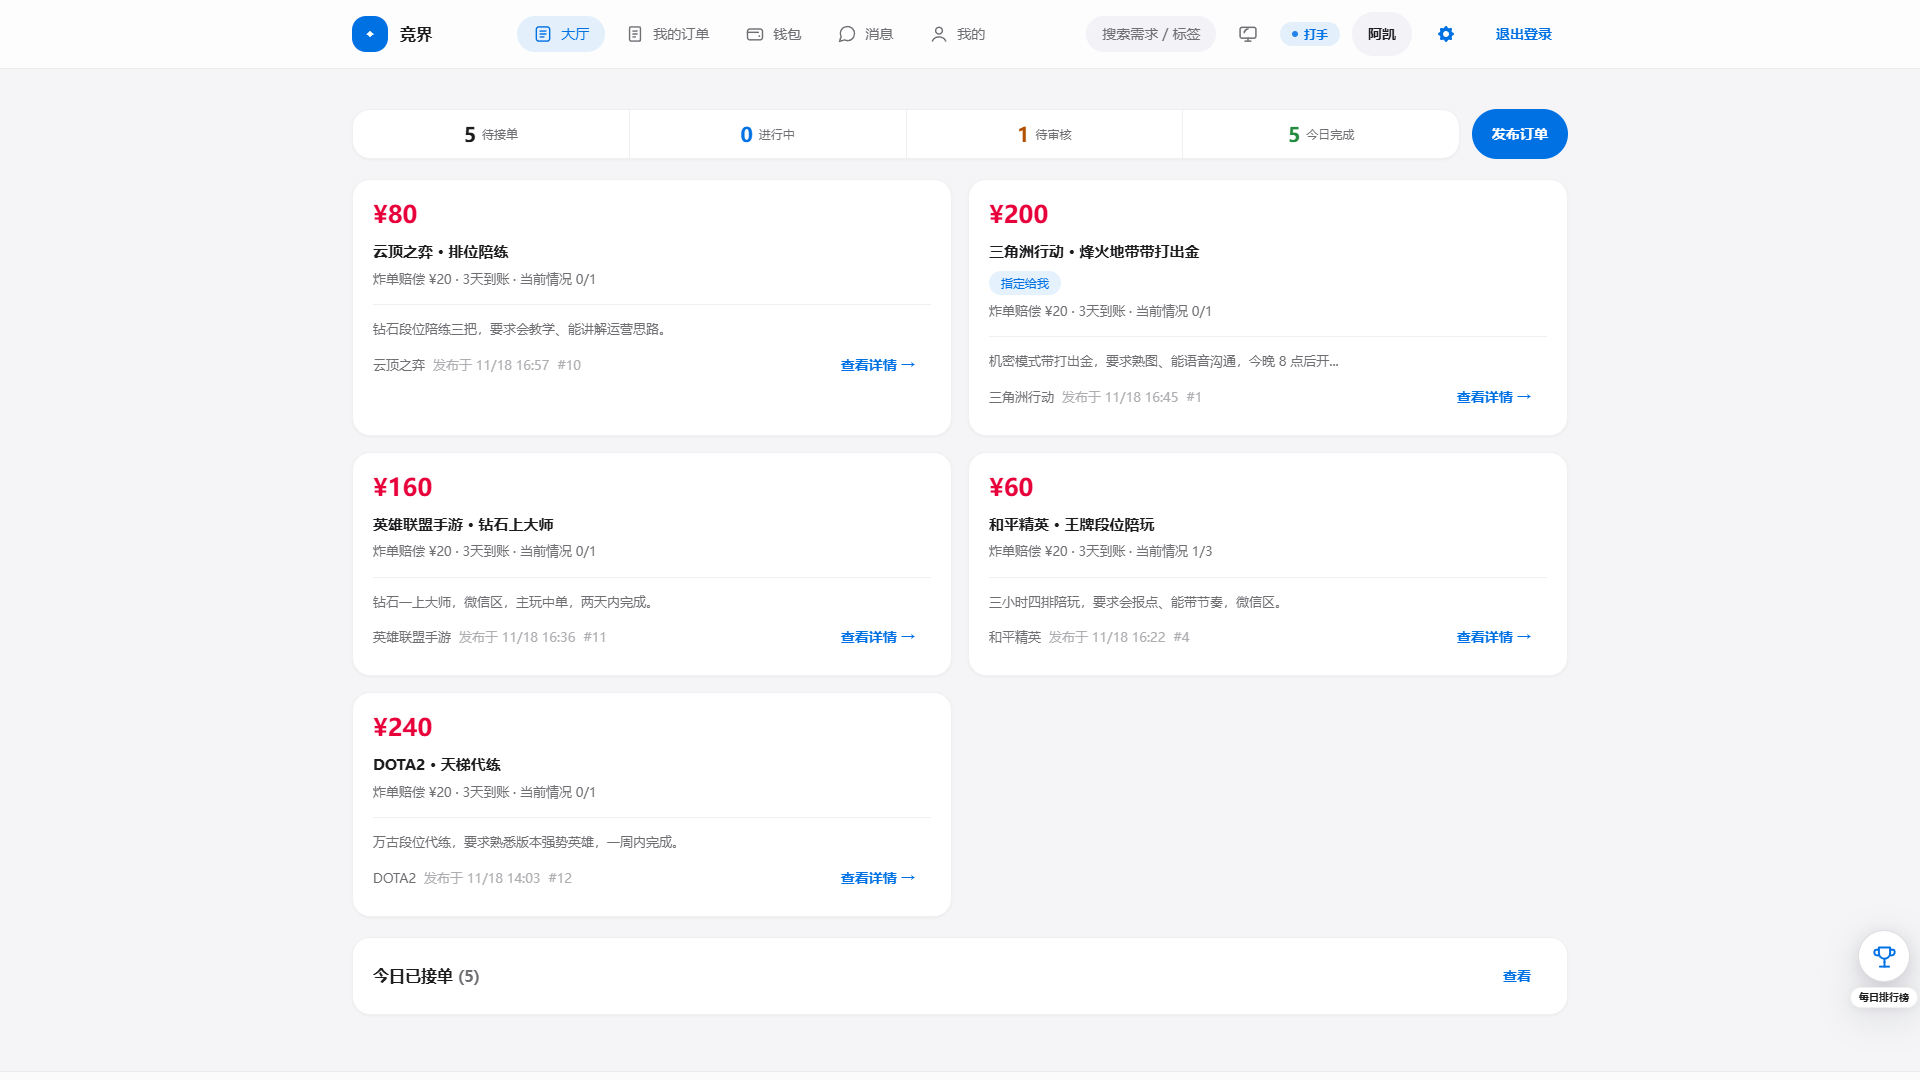 竞界
大厅
我的订单
钱包
消息
我的
搜索需求 / 标签
打手
阿凯
退出登录
5 待接单
0 进行中
1 待审核
5 今日完成
发布订单
¥80
云顶之弈 • 排位陪练
炸单赔偿 ¥20 · 3天到账 · 当前情况 0/1
钻石段位陪练三把，要求会教学、能讲解运营思路。
云顶之弈 发布于 11/18 16:57 #10
查看详情 →
¥200
三角洲行动 • 烽火地带带打出金
指定给我
炸单赔偿 ¥20 · 3天到账 · 当前情况 0/1
机密模式带打出金，要求熟图、能语音沟通，今晚 8 点后开...
三角洲行动 发布于 11/18 16:45 #1
查看详情 →
¥160
英雄联盟手游 • 钻石上大师
炸单赔偿 ¥20 · 3天到账 · 当前情况 0/1
钻石一上大师，微信区，主玩中单，两天内完成。
英雄联盟手游 发布于 11/18 16:36 #11
查看详情 →
¥60
和平精英 • 王牌段位陪玩
炸单赔偿 ¥20 · 3天到账 · 当前情况 1/3
三小时四排陪玩，要求会报点、能带节奏，微信区。
和平精英 发布于 11/18 16:22 #4
查看详情 →
¥240
DOTA2 • 天梯代练
炸单赔偿 ¥20 · 3天到账 · 当前情况 0/1
万古段位代练，要求熟悉版本强势英雄，一周内完成。
DOTA2 发布于 11/18 14:03 #12
查看详情 →
今日已接单 (5)
查看
每日排行榜